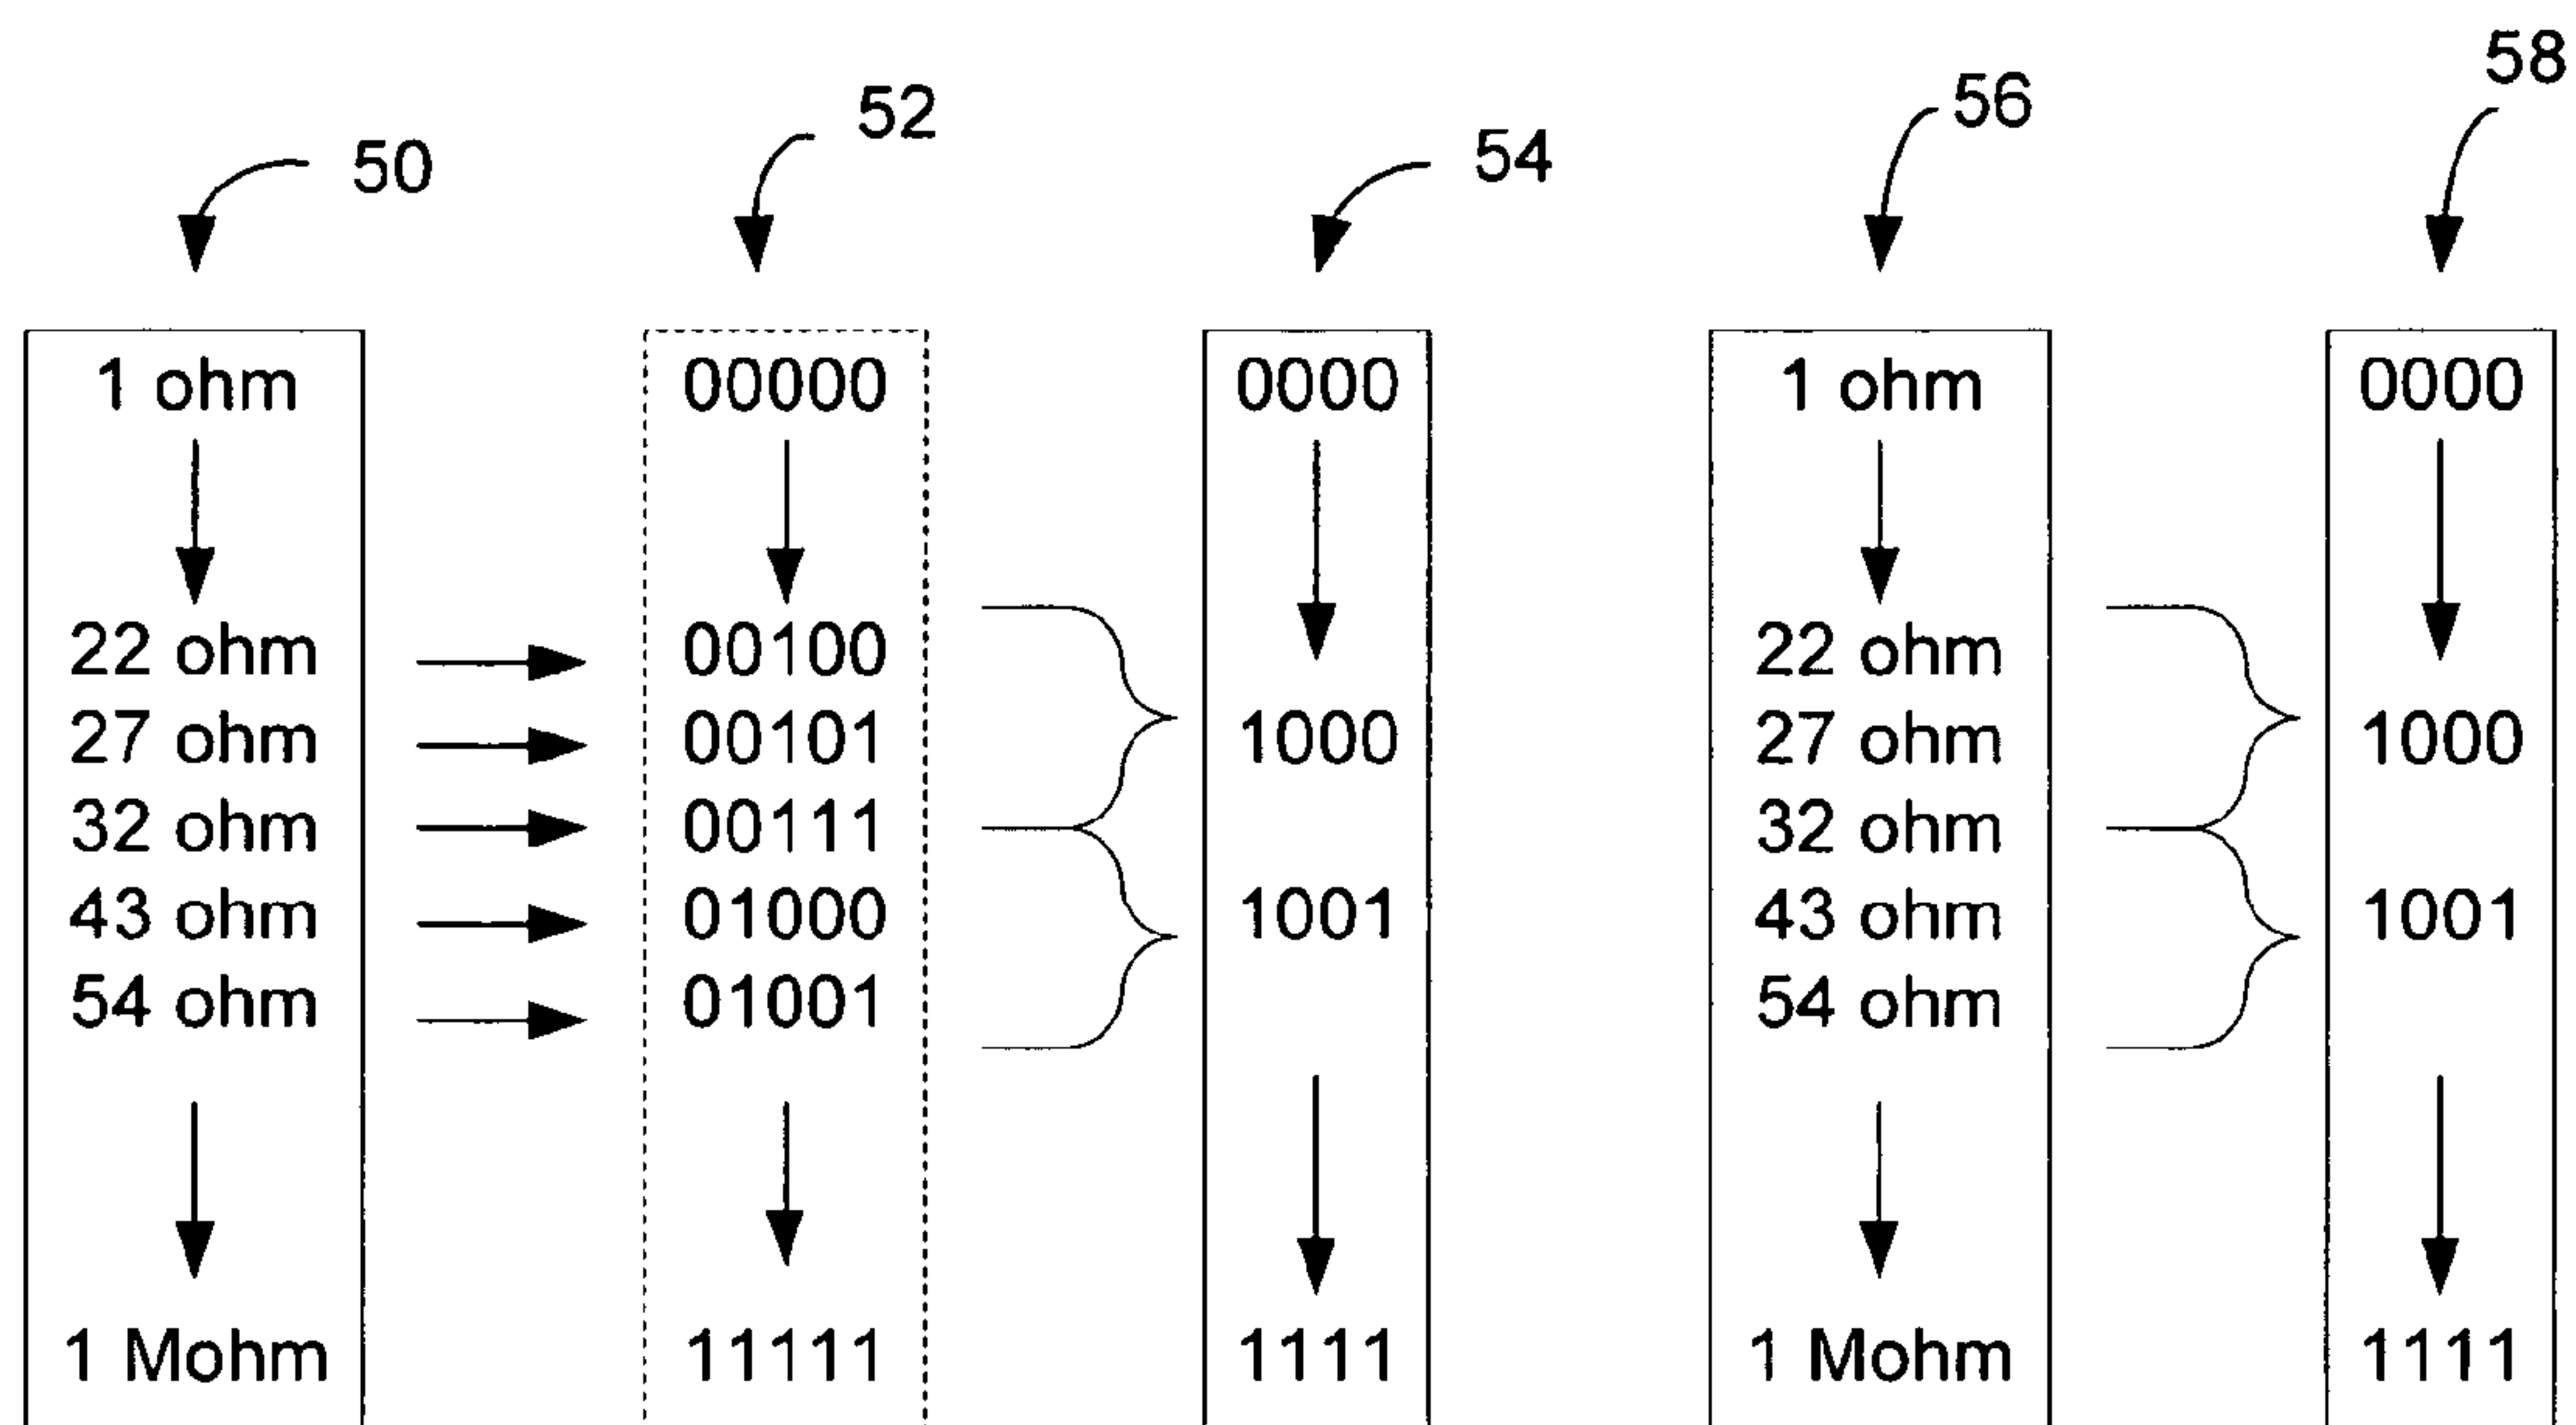 58
52
56
50
54
1 ohm 00000 0000 1 ohm 0000
22 ohm 00100 22 ohm
27 ohm 00101 1000 27 ohm 1000
32 ohm 00111 32 ohm
43 ohm 01000 1001 43 ohm 1001
54 ohm 01001 54 ohm
1 Mohm 11111 1111 1 Mohm 1111